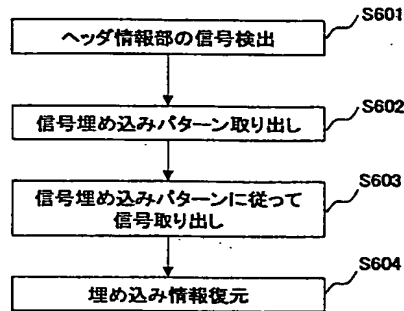 S601
ヘッダ情報部の信号検出
S602
信号埋め込みパターン取り出し
S603
信号埋め込みパターンに従って
信号取り出し
S604
埋め込み情報復元